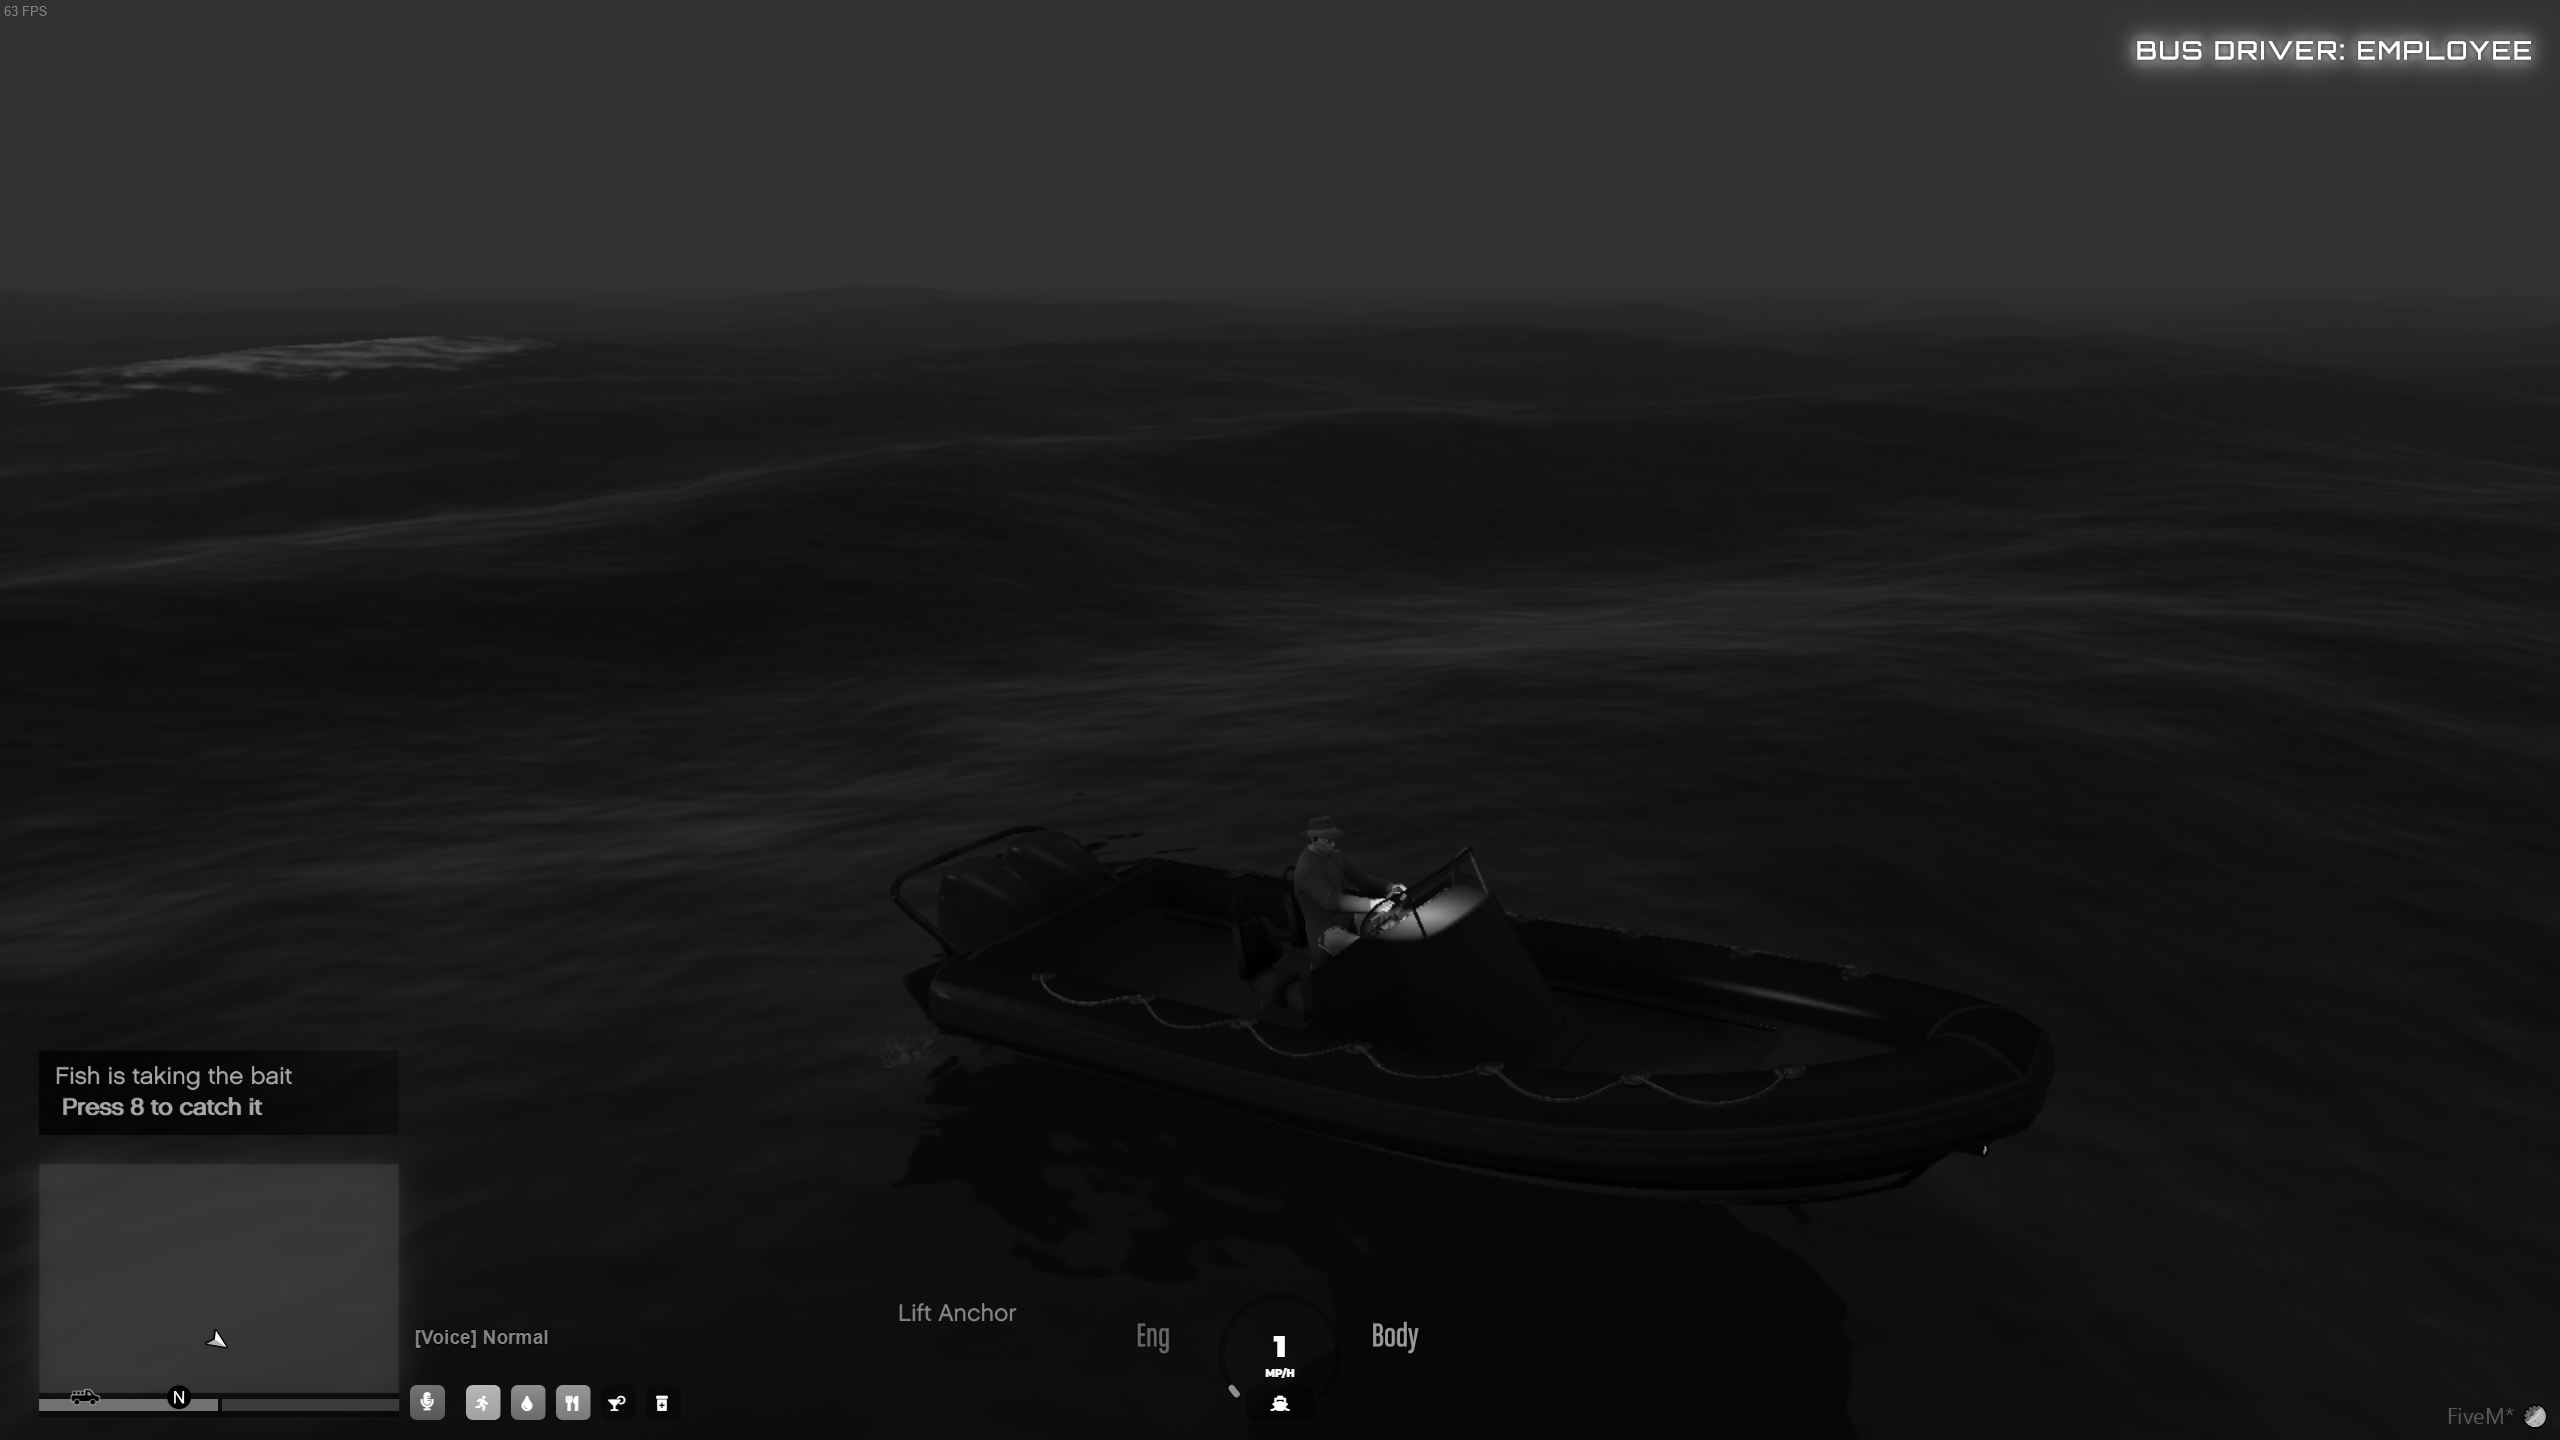 63 FPS
BUS DRIVER: EMPLOYEE
Fish is taking the bait
Press 8 to catch it
Lift Anchor
[Voice] Normal
Eng
1
MP/H
Body
N
FiveM*